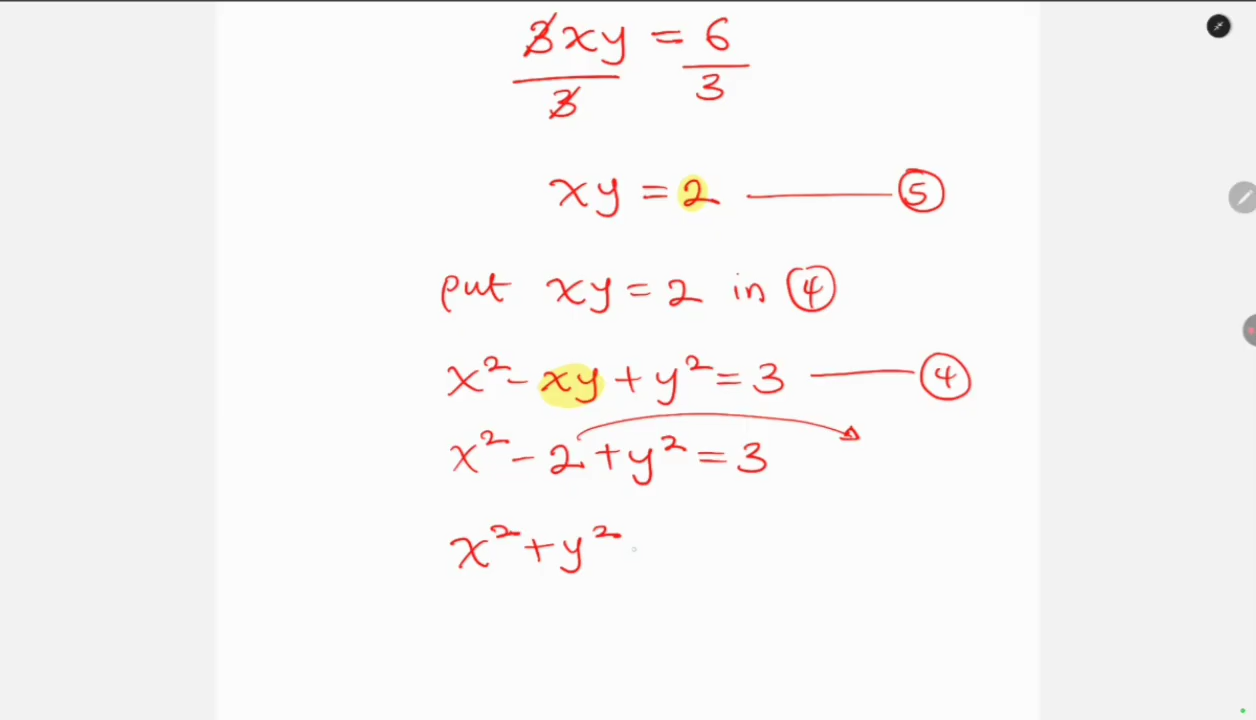 3xy = 6
3 3
xy = 2 ——— ⑤
put xy = 2 in ④
x² - xy + y² = 3 ——— ④
x² - 2 + y² = 3
x² + y²